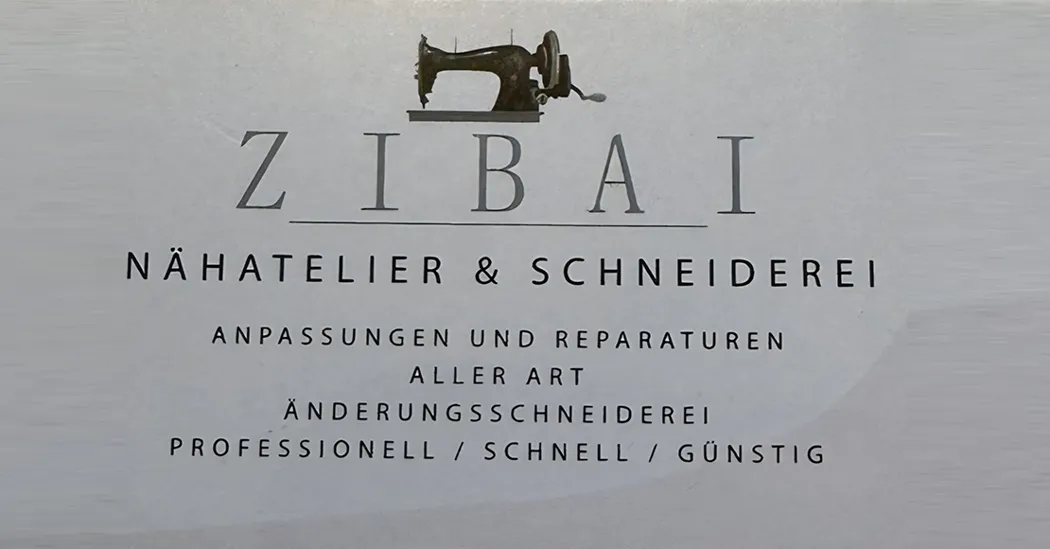 ZIBAI
NÄHATELIER & SCHNEIDEREI
ANPASSUNGEN UND REPARATUREN
ALLER ART
ÄNDERUNGSSCHNEIDEREI
PROFESSIONELL / SCHNELL / GÜNSTIG